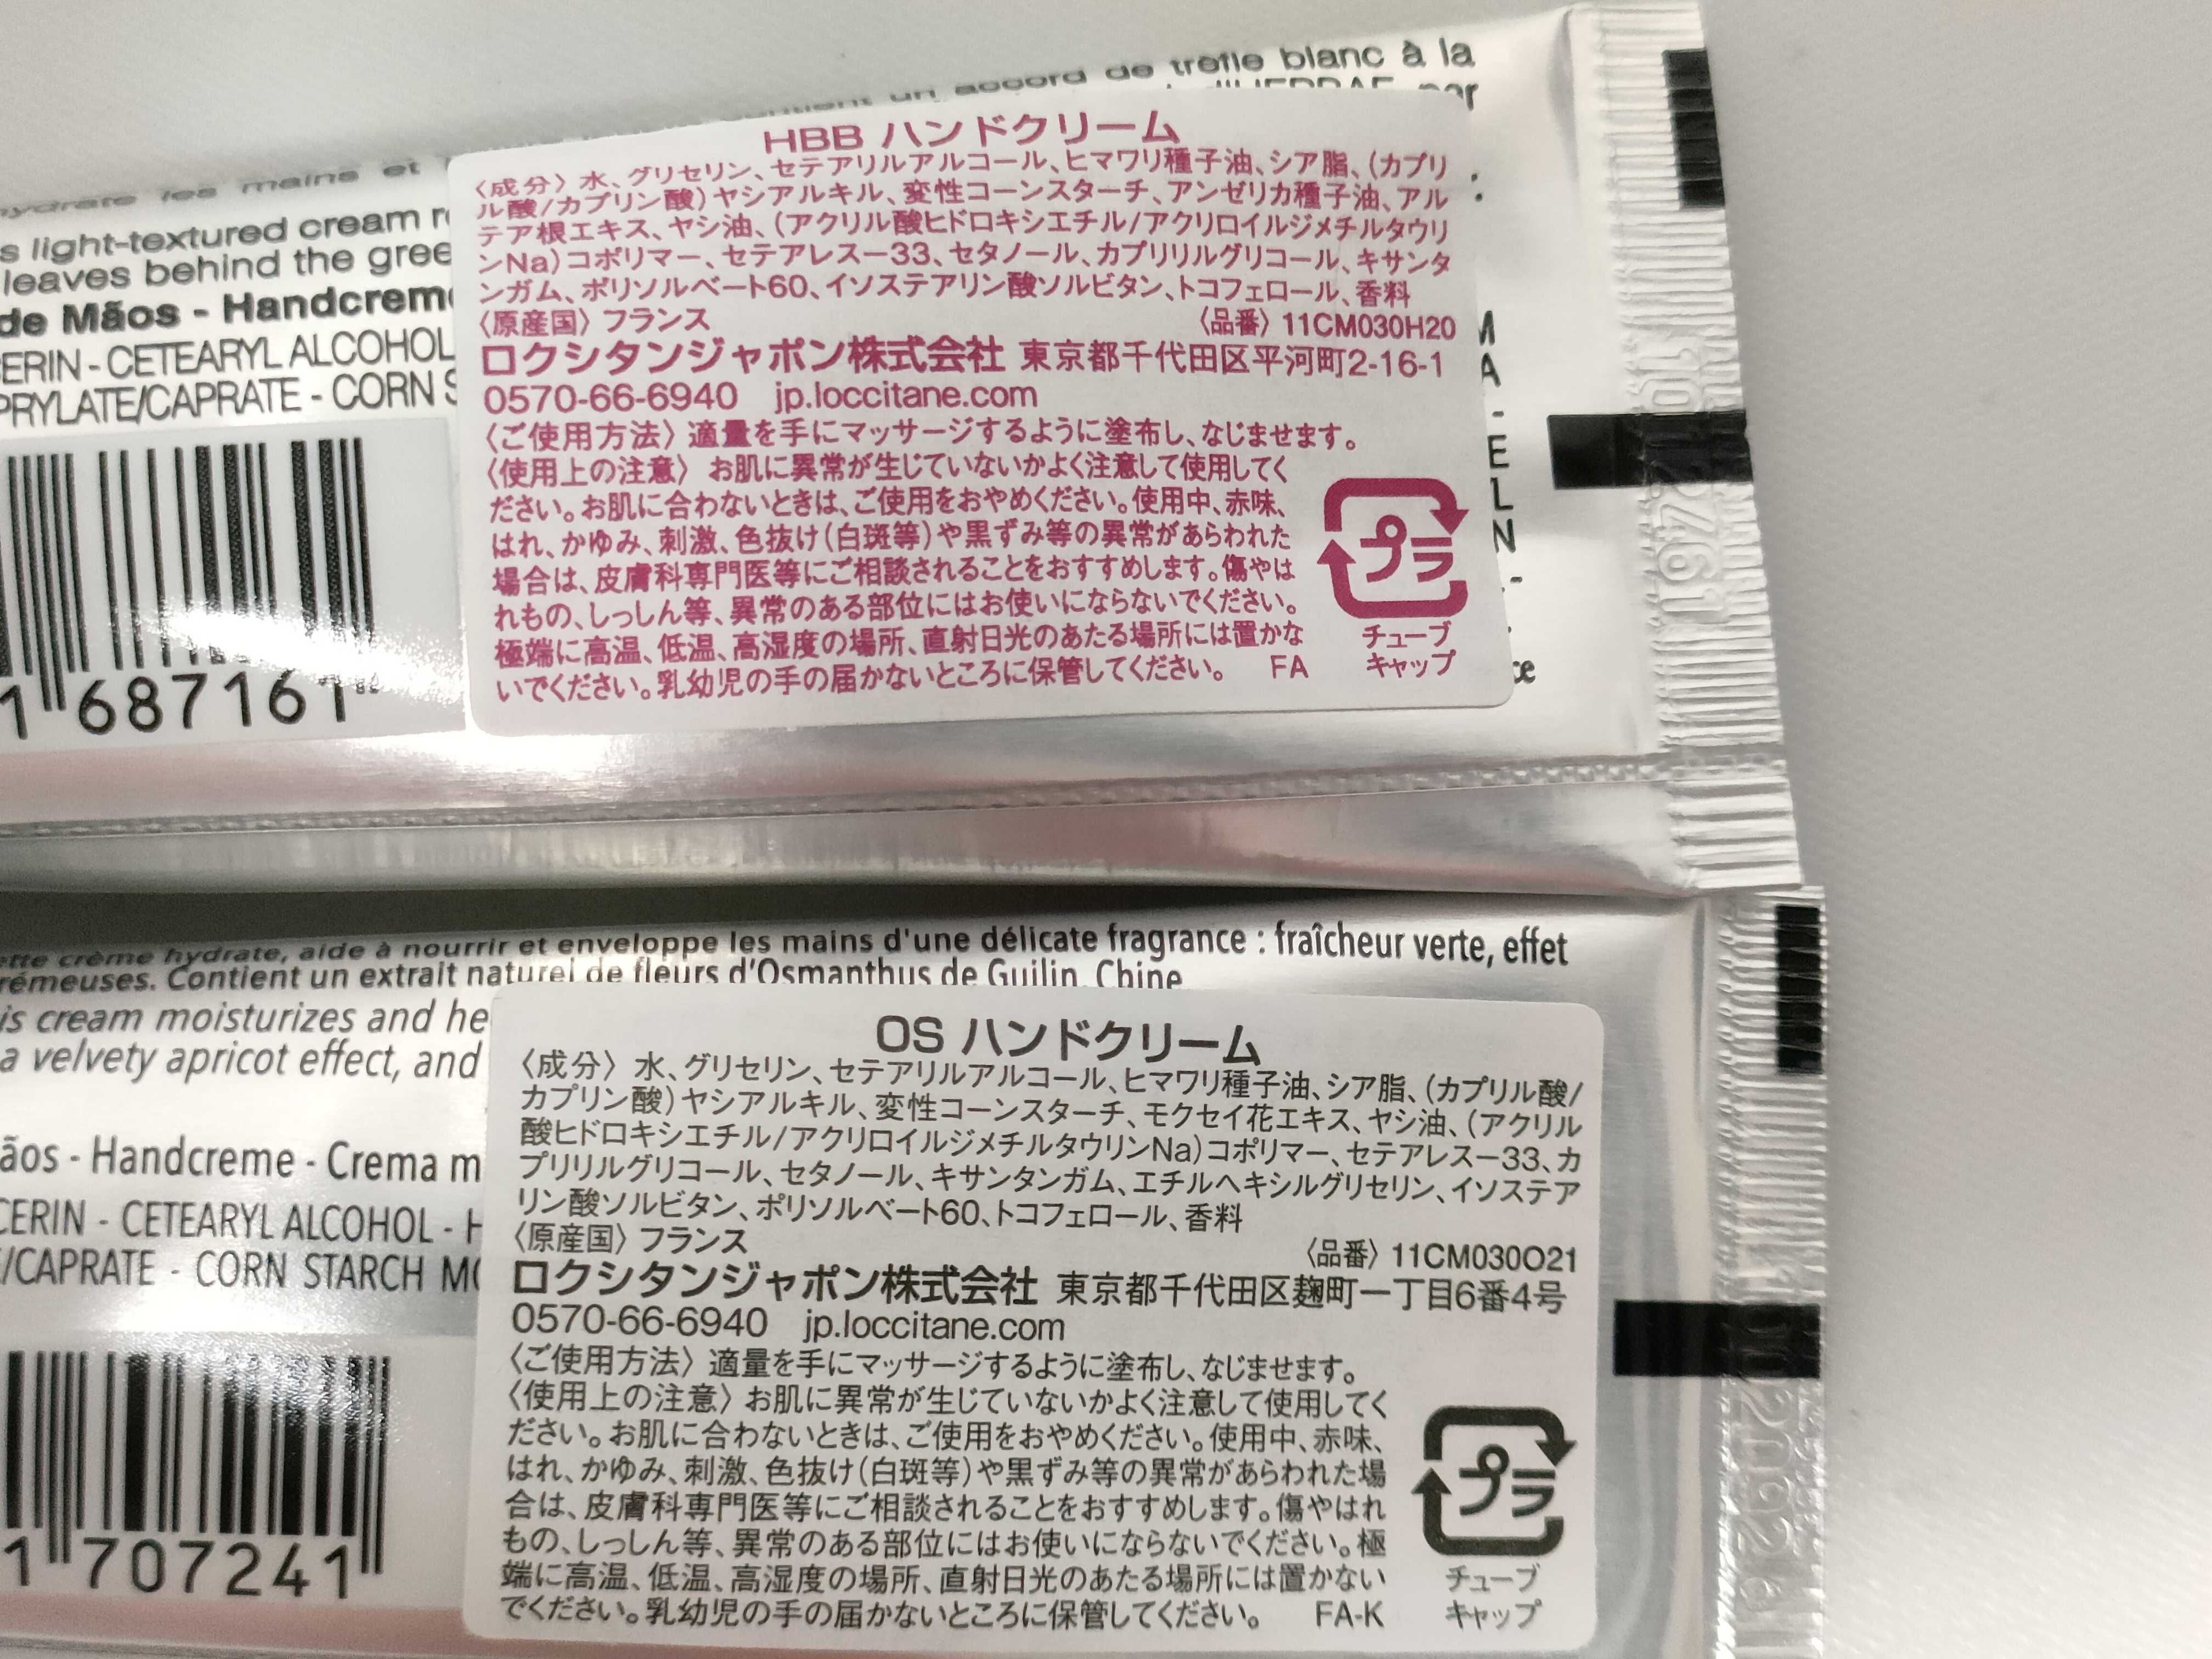 accord de trèfle blanc à la
hydrate les mains et
s light-textured cream
leaves behind the gree
de Mãos - Handcrem
ERIN - CETEARYL ALCOHOL
PRYLATE/CAPRATE - CORN S
1 687161
HBB ハンドクリーム
〈成分〉水、グリセリン、セテアリルアルコール、ヒマワリ種子油、シア脂、(カプリ
ル酸/カプリン酸)ヤシアルキル、変性コーンスターチ、アンゼリカ種子油、アル
テア根エキス、ヤシ油、(アクリル酸ヒドロキシエチル/アクリロイルジメチルタウリ
ンNa)コポリマー、セテアレスー33、セタノール、カプリリルグリコール、キサンタ
ンガム、ポリソルベート60、イソステアリン酸ソルビタン、トコフェロール、香料
〈原産国〉フランス 〈品番〉11CM030H20
ロクシタンジャポン株式会社 東京都千代田区平河町2-16-1
0570-66-6940 jp.loccitane.com
〈ご使用方法〉適量を手にマッサージするように塗布し、なじませます。
〈使用上の注意〉お肌に異常が生じていないかよく注意して使用してく
ださい。お肌に合わないときは、ご使用をおやめください。使用中、赤味、
はれ、かゆみ、刺激、色抜け(白斑等)や黒ずみ等の異常があらわれた
場合は、皮膚科専門医等にご相談されることをおすすめします。傷やは
れもの、しっしん等、異常のある部位にはお使いにならないでください。
極端に高温、低温、高湿度の場所、直射日光のあたる場所には置かな
いでください。乳幼児の手の届かないところに保管してください。 FA
プラ
チューブ
キャップ
ette crème hydrate, aide à nourrir et enveloppe les mains d'une délicate fragrance : fraîcheur verte, effet
rémeuses. Contient un extrait naturel de fleurs d'Osmanthus de Guilin, Chine
is cream moisturizes and he
a velvety apricot effect, and
ãos - Handcreme - Crema m
CERIN - CETEARYL ALCOHOL - H
/CAPRATE - CORN STARCH MO
1 707241
OS ハンドクリーム
〈成分〉水、グリセリン、セテアリルアルコール、ヒマワリ種子油、シア脂、(カプリル酸/
カプリン酸)ヤシアルキル、変性コーンスターチ、モクセイ花エキス、ヤシ油、(アクリル
酸ヒドロキシエチル/アクリロイルジメチルタウリンNa)コポリマー、セテアレスー33、カ
プリリルグリコール、セタノール、キサンタンガム、エチルヘキシルグリセリン、イソステア
リン酸ソルビタン、ポリソルベート60、トコフェロール、香料
〈原産国〉フランス 〈品番〉11CM030O21
ロクシタンジャポン株式会社 東京都千代田区麹町一丁目6番4号
0570-66-6940 jp.loccitane.com
〈ご使用方法〉適量を手にマッサージするように塗布し、なじませます。
〈使用上の注意〉お肌に異常が生じていないかよく注意して使用してく
ださい。お肌に合わないときは、ご使用をおやめください。使用中、赤味、
はれ、かゆみ、刺激、色抜け(白斑等)や黒ずみ等の異常があらわれた場
合は、皮膚科専門医等にご相談されることをおすすめします。傷やはれ
もの、しっしん等、異常のある部位にはお使いにならないでください。極
端に高温、低温、高湿度の場所、直射日光のあたる場所には置かない
でください。乳幼児の手の届かないところに保管してください。 FA-K
プラ
チューブ
キャップ